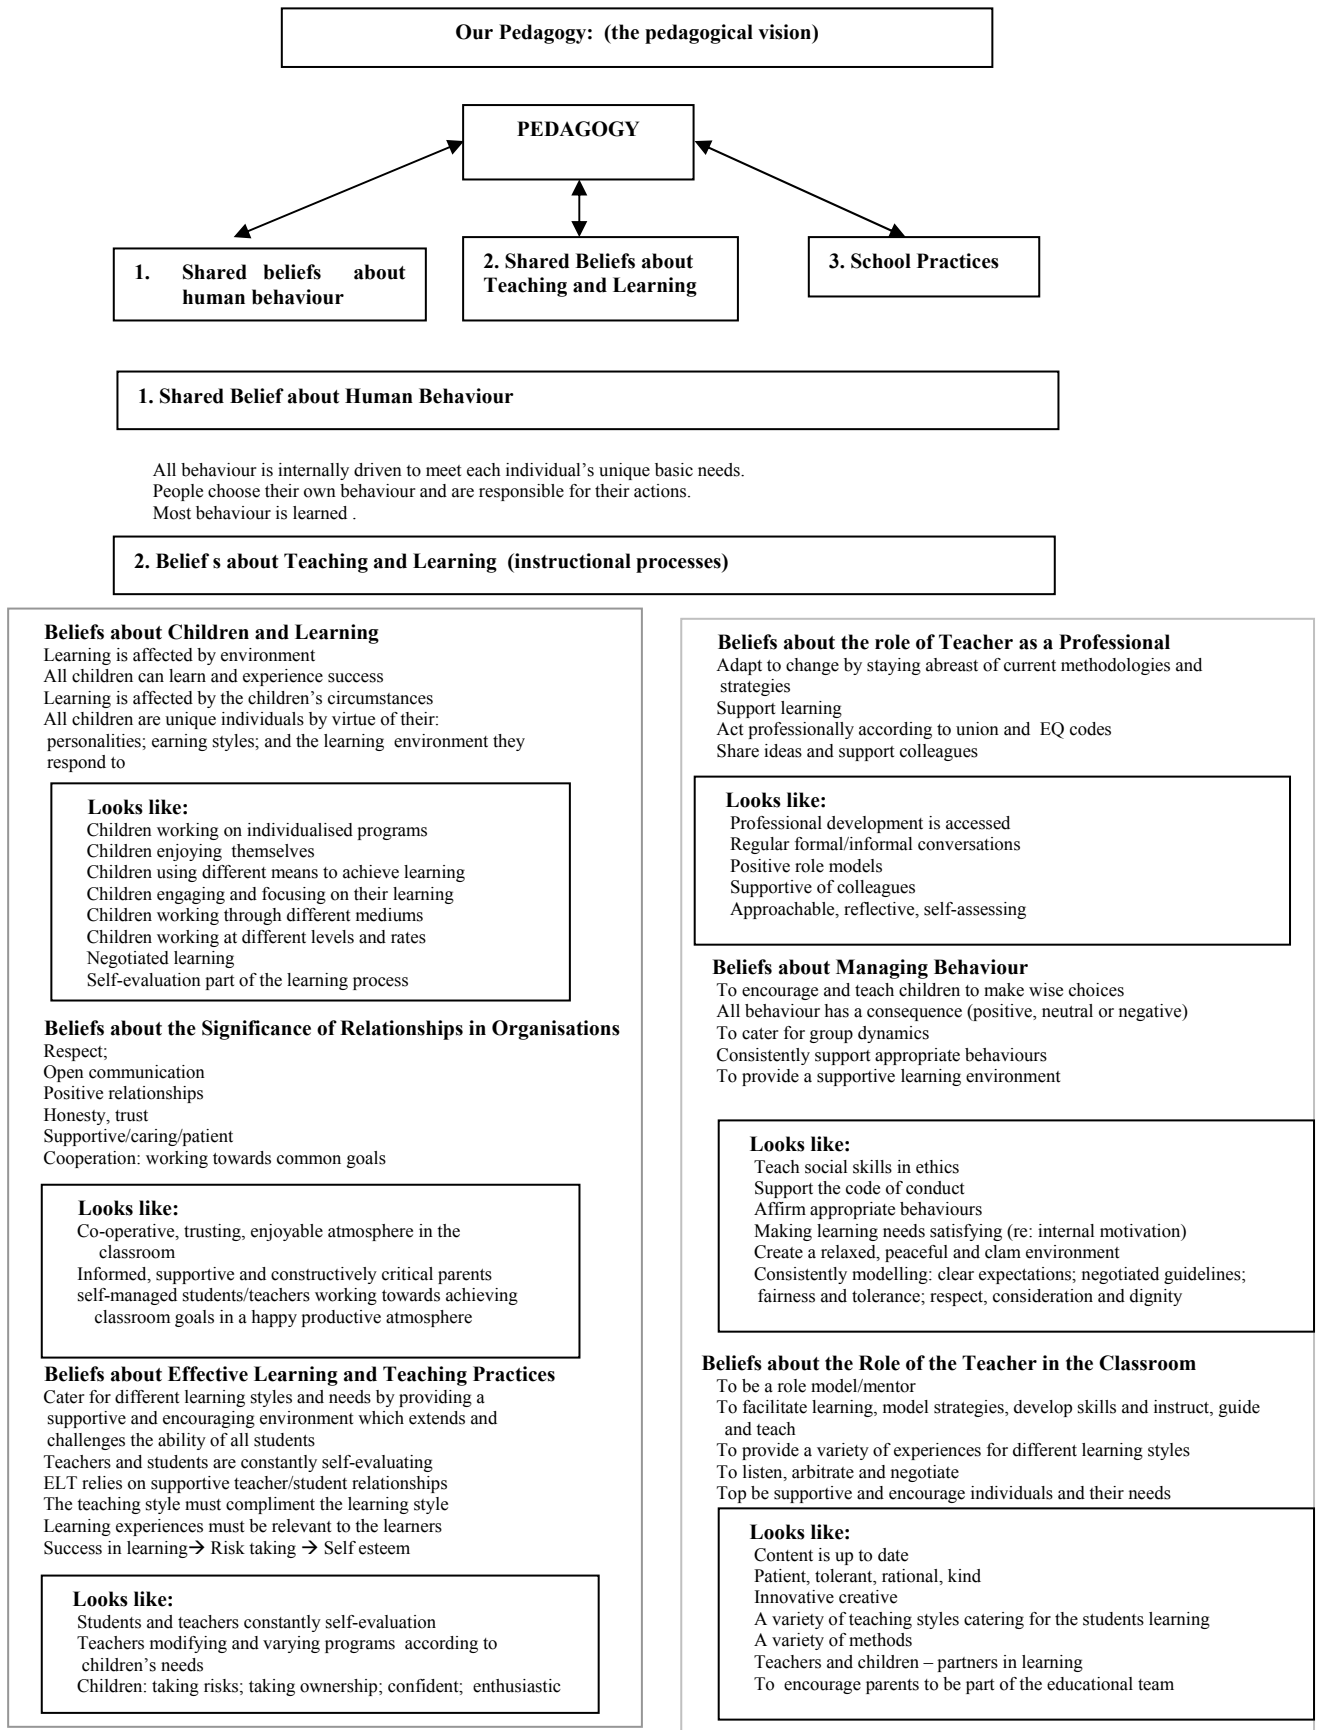 Our Pedagogy: (the pedagogical vision)
PEDAGOGY
1. Shared beliefs about
human behaviour
2. Shared Beliefs about
Teaching and Learning
3. School Practices
1. Shared Belief about Human Behaviour
All behaviour is internally driven to meet each individual's unique basic needs.
People choose their own behaviour and are responsible for their actions.
Most behaviour is learned .
2. Belief s about Teaching and Learning (instructional processes)
Beliefs about Children and Learning
Learning is affected by environment
All children can learn and experience success
Learning is affected by the children's circumstances
All children are unique individuals by virtue of their:
personalities; earning styles; and the learning environment they
respond to
Looks like:
Children working on individualised programs
Children enjoying themselves
Children using different means to achieve learning
Children engaging and focusing on their learning
Children working through different mediums
Children working at different levels and rates
Negotiated learning
Self-evaluation part of the learning process
Beliefs about the Significance of Relationships in Organisations
Respect;
Open communication
Positive relationships
Honesty, trust
Supportive/caring/patient
Cooperation: working towards common goals
Looks like:
Co-operative, trusting, enjoyable atmosphere in the
classroom
Informed, supportive and constructively critical parents
self-managed students/teachers working towards achieving
classroom goals in a happy productive atmosphere
Beliefs about Effective Learning and Teaching Practices
Cater for different learning styles and needs by providing a
supportive and encouraging environment which extends and
challenges the ability of all students
Teachers and students are constantly self-evaluating
ELT relies on supportive teacher/student relationships
The teaching style must compliment the learning style
Learning experiences must be relevant to the learners
Success in learning→ Risk taking → Self esteem
Looks like:
Students and teachers constantly self-evaluation
Teachers modifying and varying programs according to
children's needs
Children: taking risks; taking ownership; confident; enthusiastic
Beliefs about the role of Teacher as a Professional
Adapt to change by staying abreast of current methodologies and
strategies
Support learning
Act professionally according to union and EQ codes
Share ideas and support colleagues
Looks like:
Professional development is accessed
Regular formal/informal conversations
Positive role models
Supportive of colleagues
Approachable, reflective, self-assessing
Beliefs about Managing Behaviour
To encourage and teach children to make wise choices
All behaviour has a consequence (positive, neutral or negative)
To cater for group dynamics
Consistently support appropriate behaviours
To provide a supportive learning environment
Looks like:
Teach social skills in ethics
Support the code of conduct
Affirm appropriate behaviours
Making learning needs satisfying (re: internal motivation)
Create a relaxed, peaceful and clam environment
Consistently modelling: clear expectations; negotiated guidelines;
fairness and tolerance; respect, consideration and dignity
Beliefs about the Role of the Teacher in the Classroom
To be a role model/mentor
To facilitate learning, model strategies, develop skills and instruct, guide
and teach
To provide a variety of experiences for different learning styles
To listen, arbitrate and negotiate
Top be supportive and encourage individuals and their needs
Looks like:
Content is up to date
Patient, tolerant, rational, kind
Innovative creative
A variety of teaching styles catering for the students learning
A variety of methods
Teachers and children – partners in learning
To encourage parents to be part of the educational team